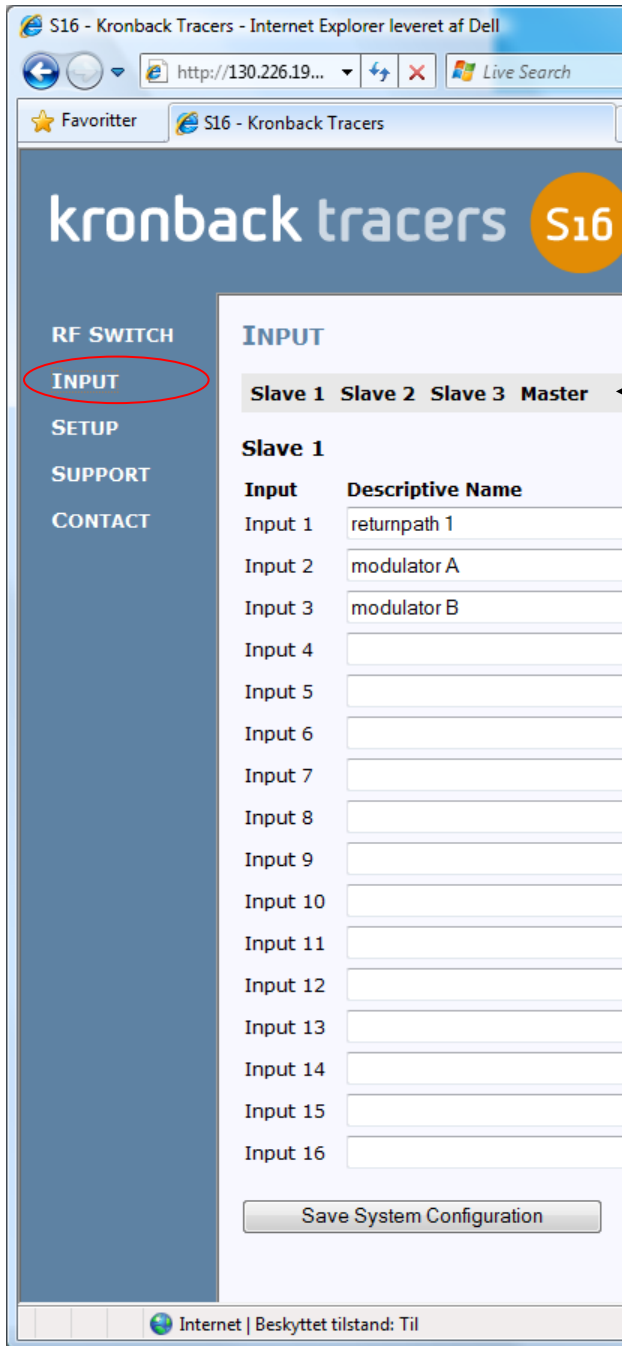 S16 - Kronback Tracers - Internet Explorer leveret af Dell
http://130.226.19... Live Search
Favoritter S16 - Kronback Tracers
kronback tracers S16
RF SWITCH
INPUT
SETUP
SUPPORT
CONTACT
INPUT
Slave 1 Slave 2 Slave 3 Master
Slave 1
Input Descriptive Name
Input 1 returnpath 1
Input 2 modulator A
Input 3 modulator B
Input 4
Input 5
Input 6
Input 7
Input 8
Input 9
Input 10
Input 11
Input 12
Input 13
Input 14
Input 15
Input 16
Save System Configuration
Internet | Beskyttet tilstand: Til